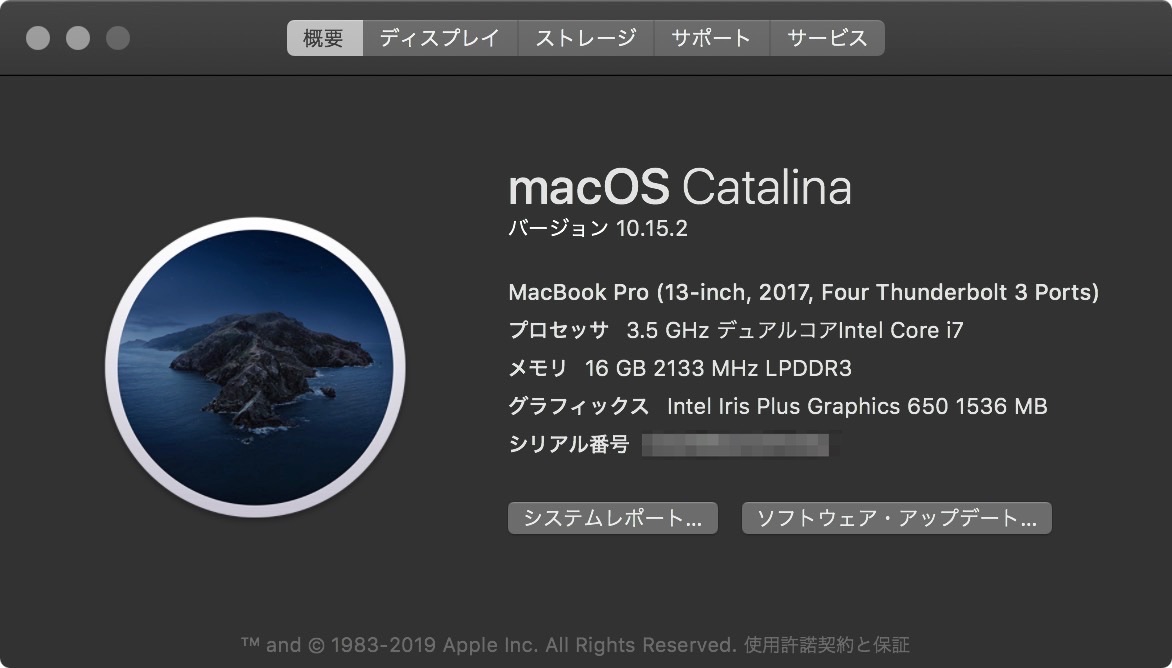 概要 ディスプレイ ストレージ サポート サービス
macOS Catalina
バージョン 10.15.2
MacBook Pro (13-inch, 2017, Four Thunderbolt 3 Ports)
プロセッサ 3.5 GHz デュアルコアIntel Core i7
メモリ 16 GB 2133 MHz LPDDR3
グラフィックス Intel Iris Plus Graphics 650 1536 MB
シリアル番号
システムレポート... ソフトウェア・アップデート...
™ and © 1983-2019 Apple Inc. All Rights Reserved. 使用許諾契約と保証